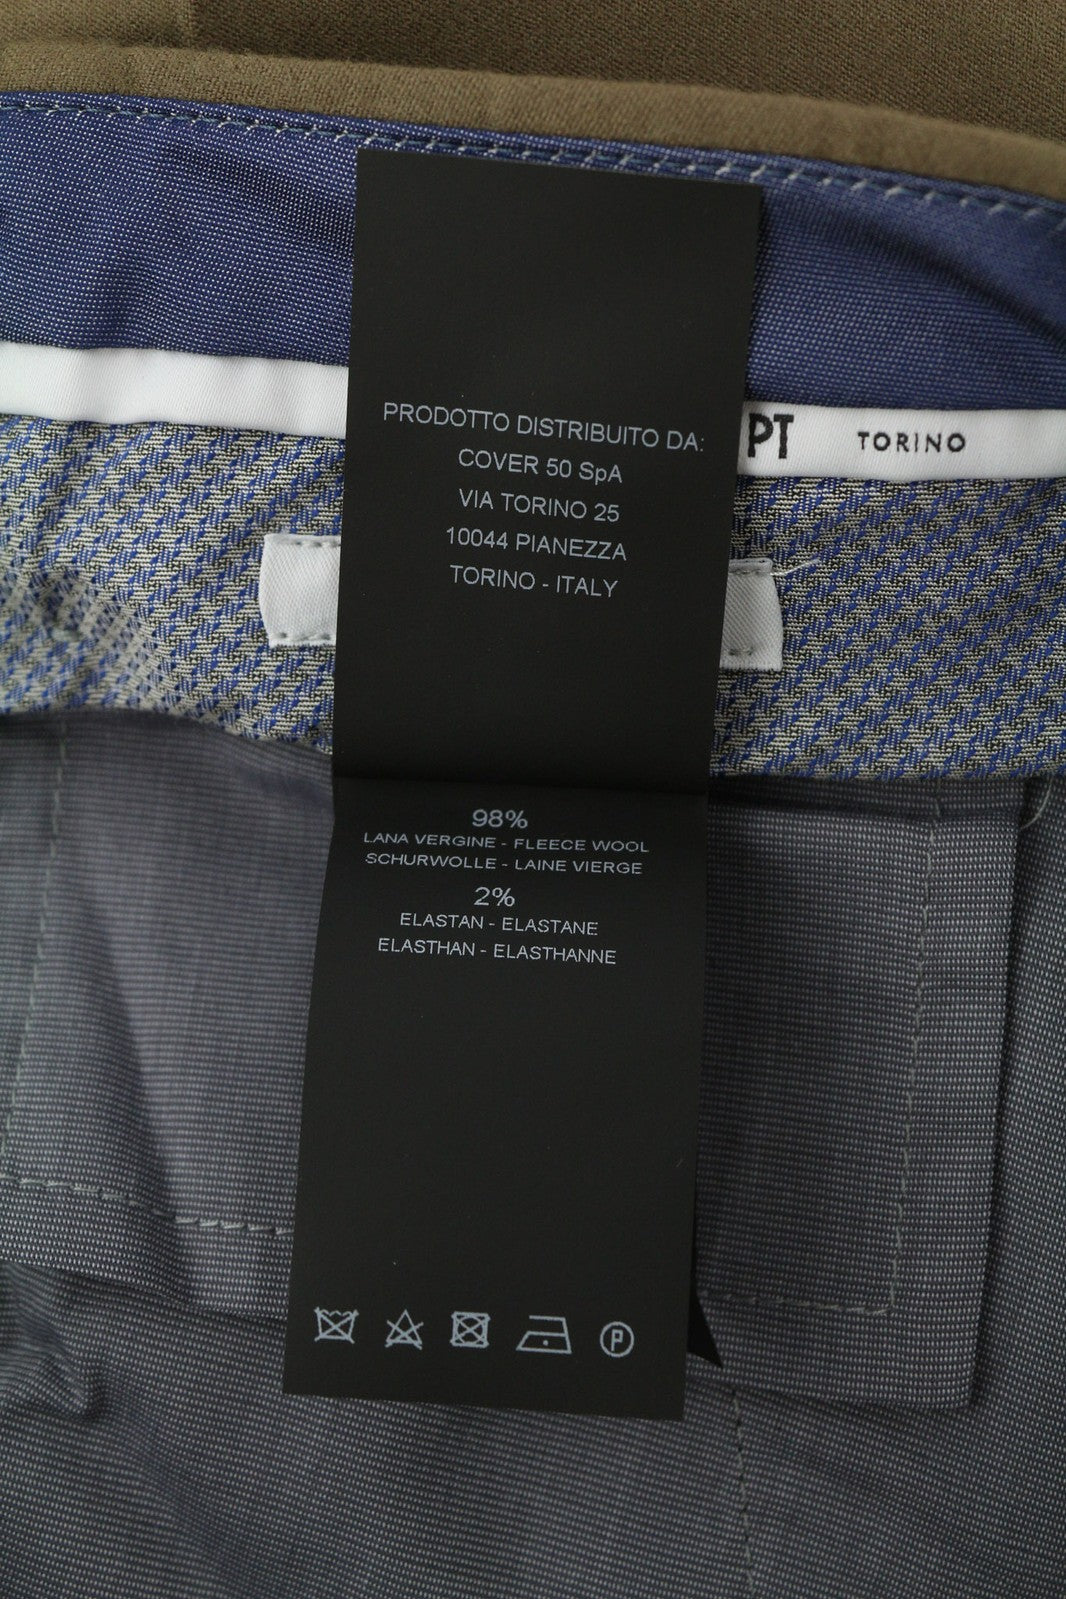 PRODOTTO DISTRIBUITO DA:
COVER 50 SpA
VIA TORINO 25
10044 PIANEZZA
TORINO - ITALY
PT TORINO
98%
LANA VERGINE - FLEECE WOOL
SCHURWOLLE - LAINE VIERGE
2%
ELASTAN - ELASTANE
ELASTHAN - ELASTHANNE
P